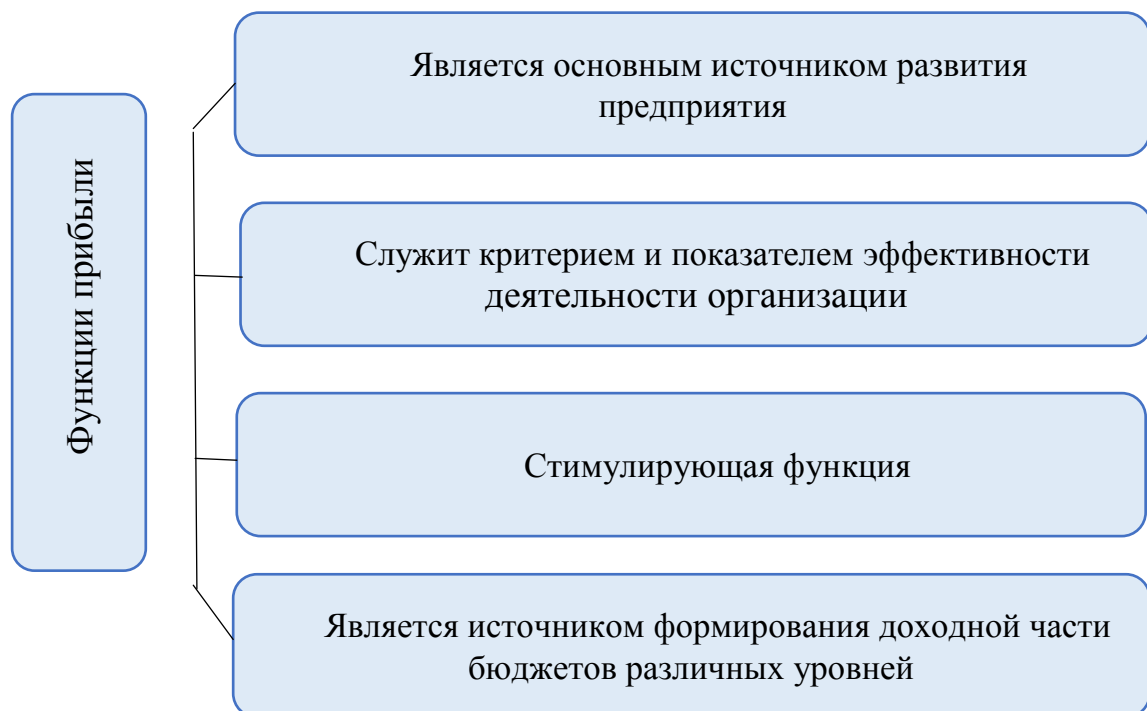 Функции прибыли
Является основным источником развития
предприятия
Служит критерием и показателем эффективности
деятельности организации
Стимулирующая функция
Является источником формирования доходной части
бюджетов различных уровней